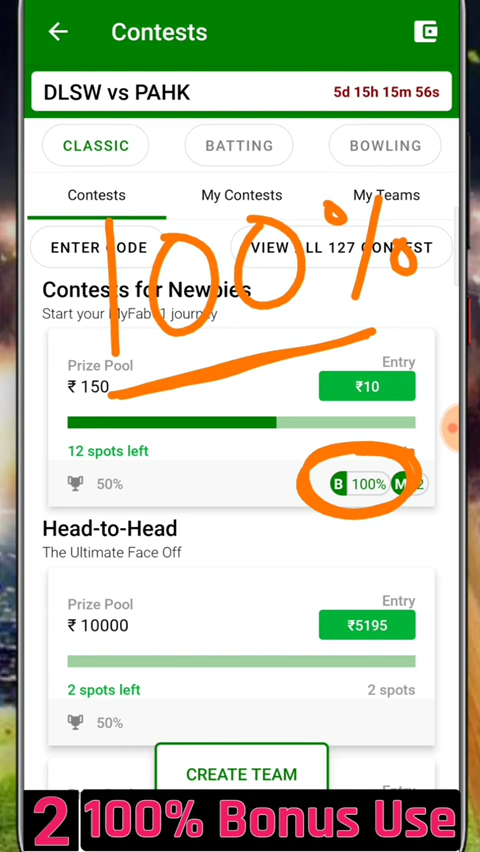 Contests
DLSW vs PAHK 5d 15h 15m 56s
CLASSIC BATTING BOWLING
Contests My Contests My Teams
100%
ENTER CODE VIEW ALL 127 CONTEST
Contests for Newbies
Start your journey
Prize Pool Entry
₹ 150 ₹10
12 spots left
50% B 100% M 2
Head-to-Head
The Ultimate Face Off
Prize Pool Entry
₹ 10000 ₹5195
2 spots left 2 spots
50%
CREATE TEAM
2 100% Bonus Use